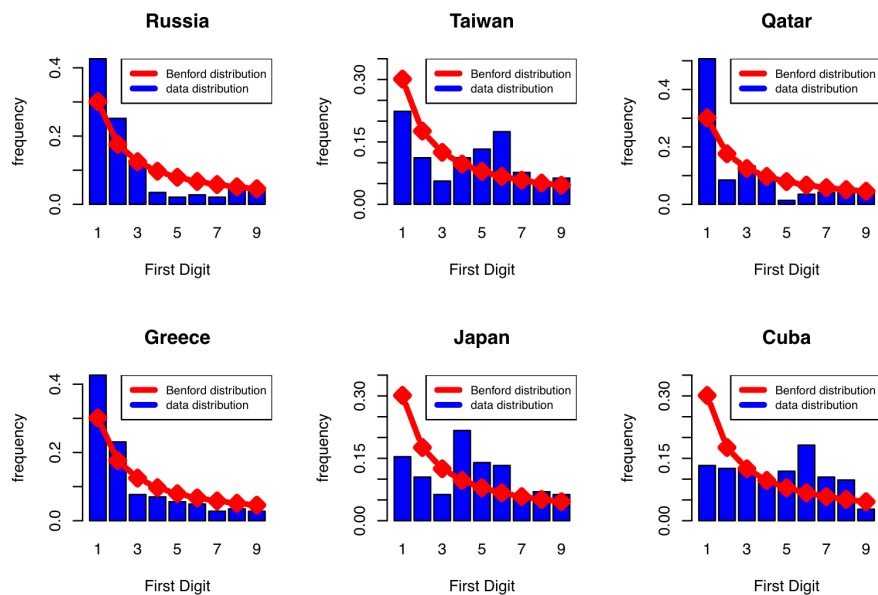 Russia
frequency
0.0 0.2 0.4
Benford distribution
data distribution
1 3 5 7 9
First Digit
Taiwan
frequency
0.00 0.15 0.30
Benford distribution
data distribution
1 3 5 7 9
First Digit
Qatar
frequency
0.0 0.2 0.4
Benford distribution
data distribution
1 3 5 7 9
First Digit
Greece
frequency
0.0 0.2 0.4
Benford distribution
data distribution
1 3 5 7 9
First Digit
Japan
frequency
0.00 0.15 0.30
Benford distribution
data distribution
1 3 5 7 9
First Digit
Cuba
frequency
0.00 0.15 0.30
Benford distribution
data distribution
1 3 5 7 9
First Digit